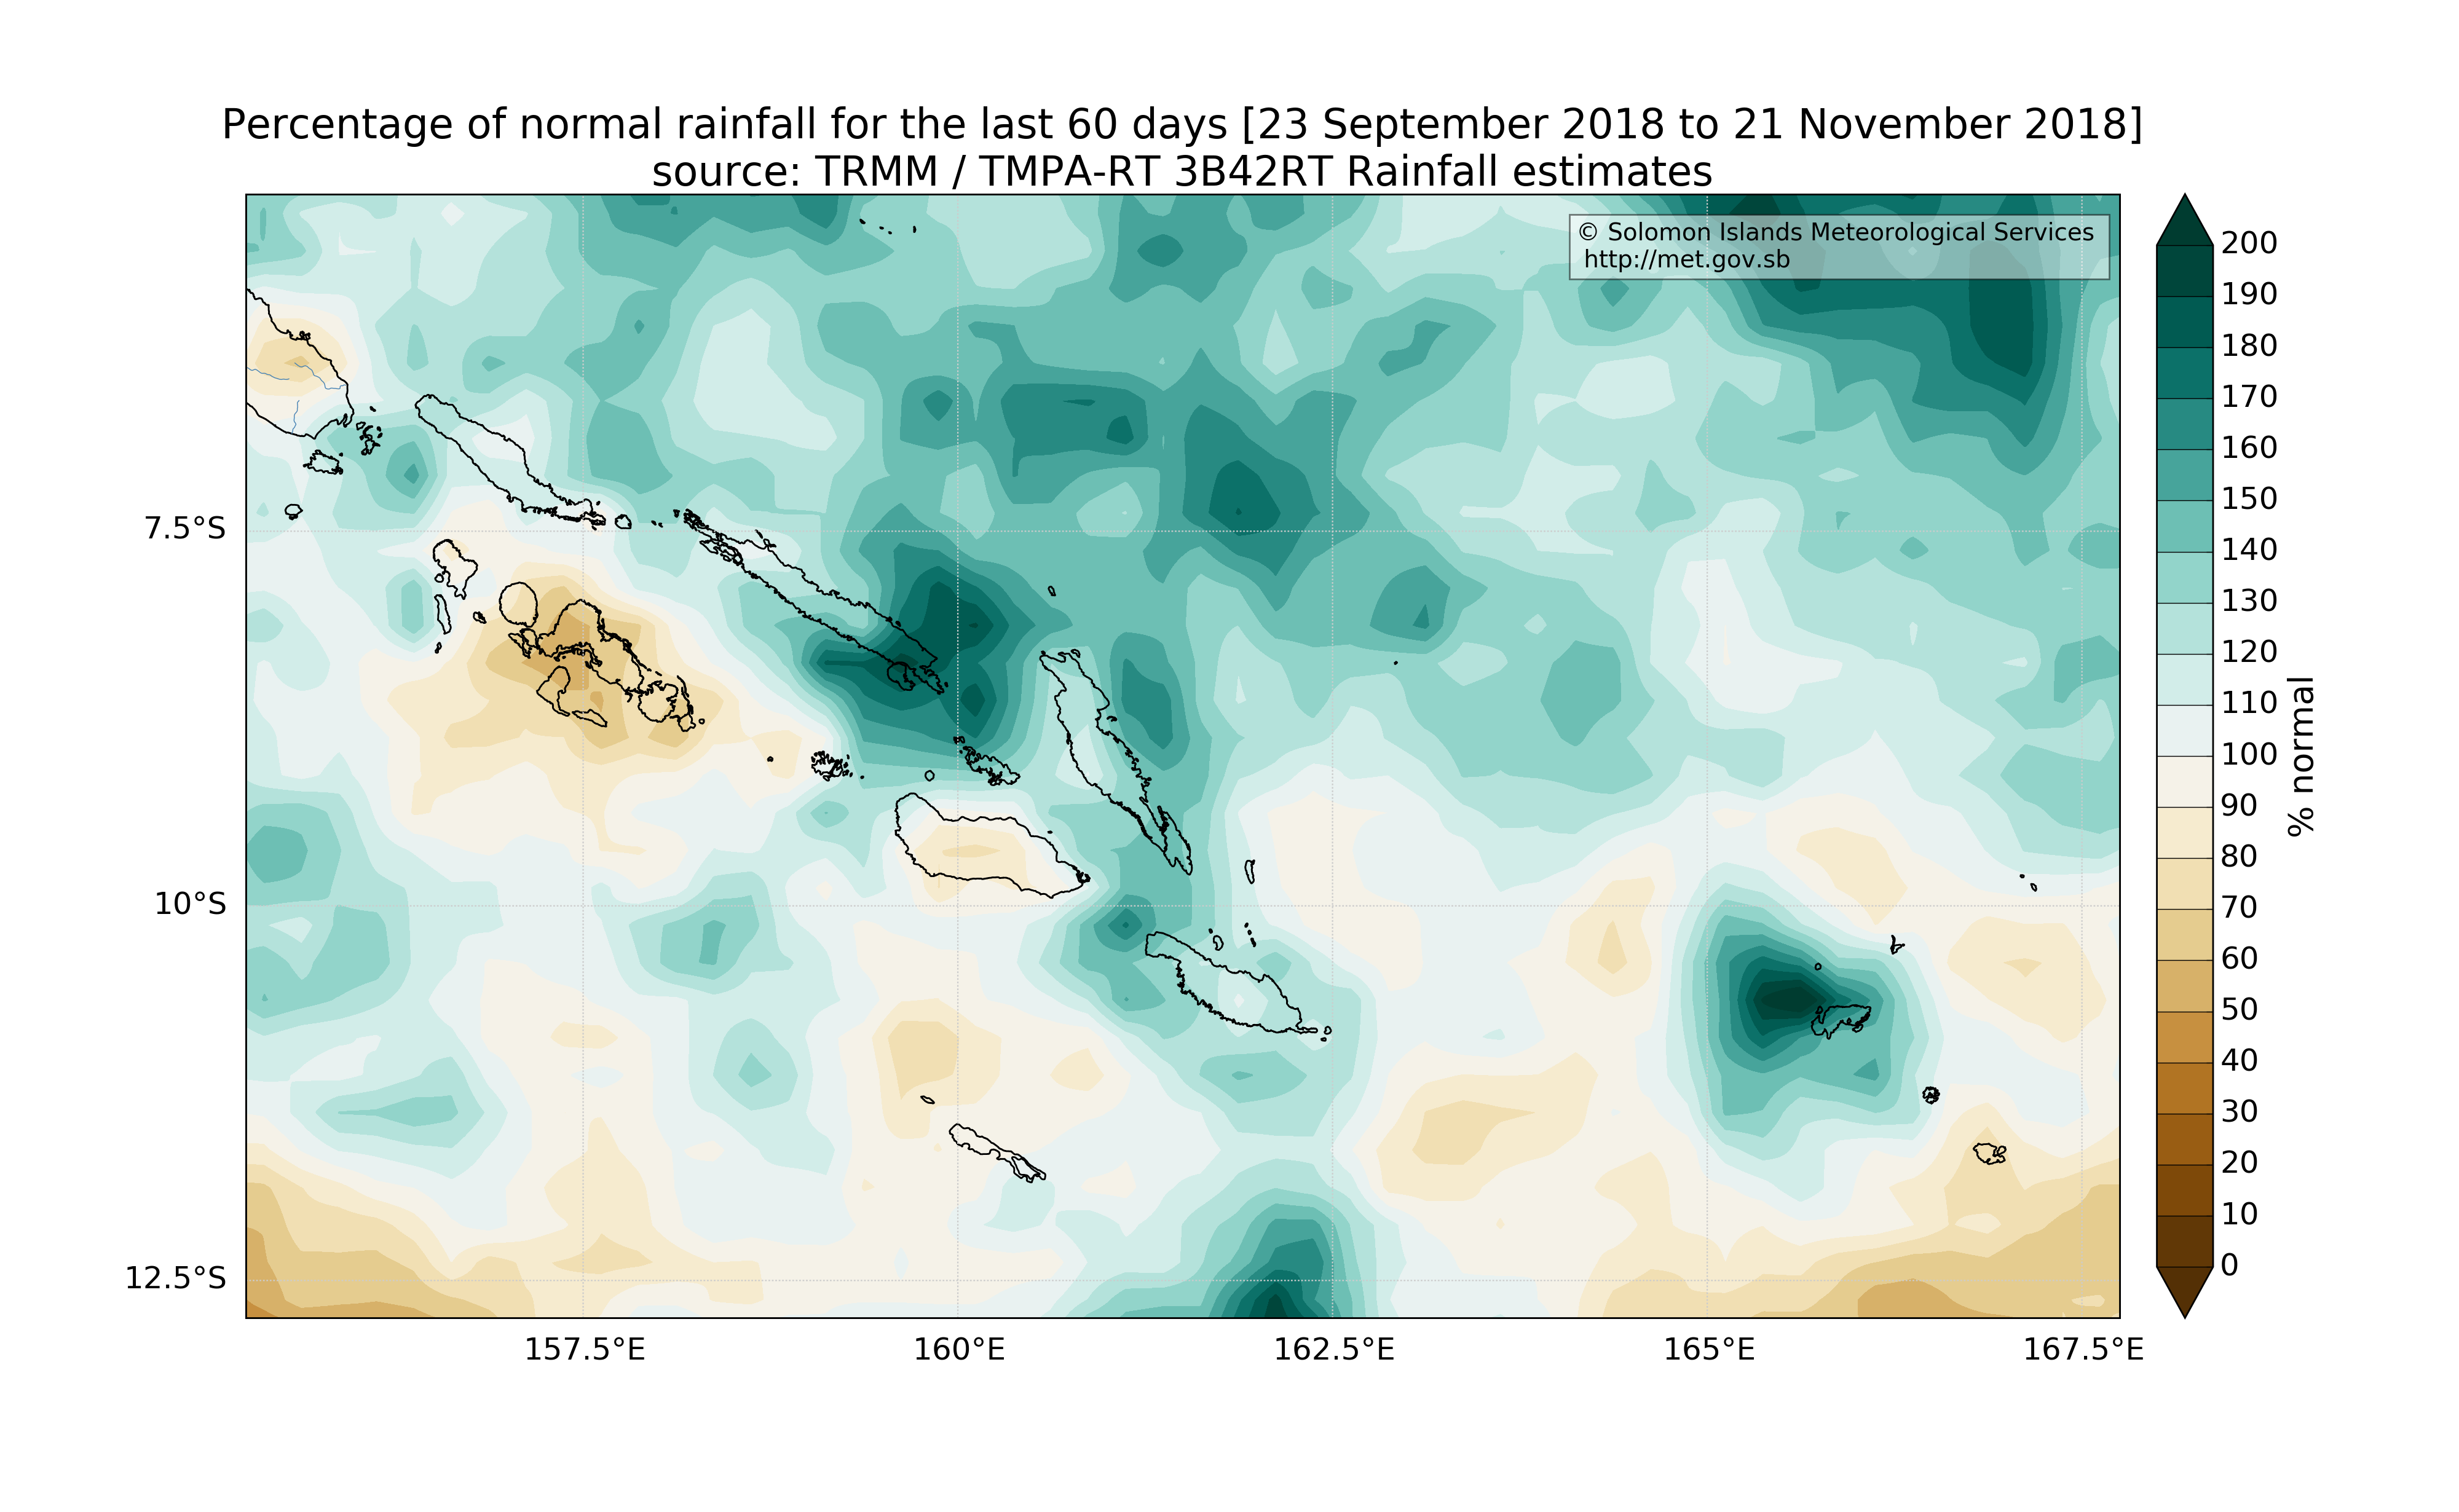 Percentage of normal rainfall for the last 60 days [23 September 2018 to 21 November 2018]
source: TRMM / TMPA-RT 3B42RT Rainfall estimates
© Solomon Islands Meteorological Services
http://met.gov.sb
7.5°S
10°S
12.5°S
157.5°E
160°E
162.5°E
165°E
167.5°E
200
190
180
170
160
150
140
130
120
110
100
90
80
70
60
50
40
30
20
10
0
% normal